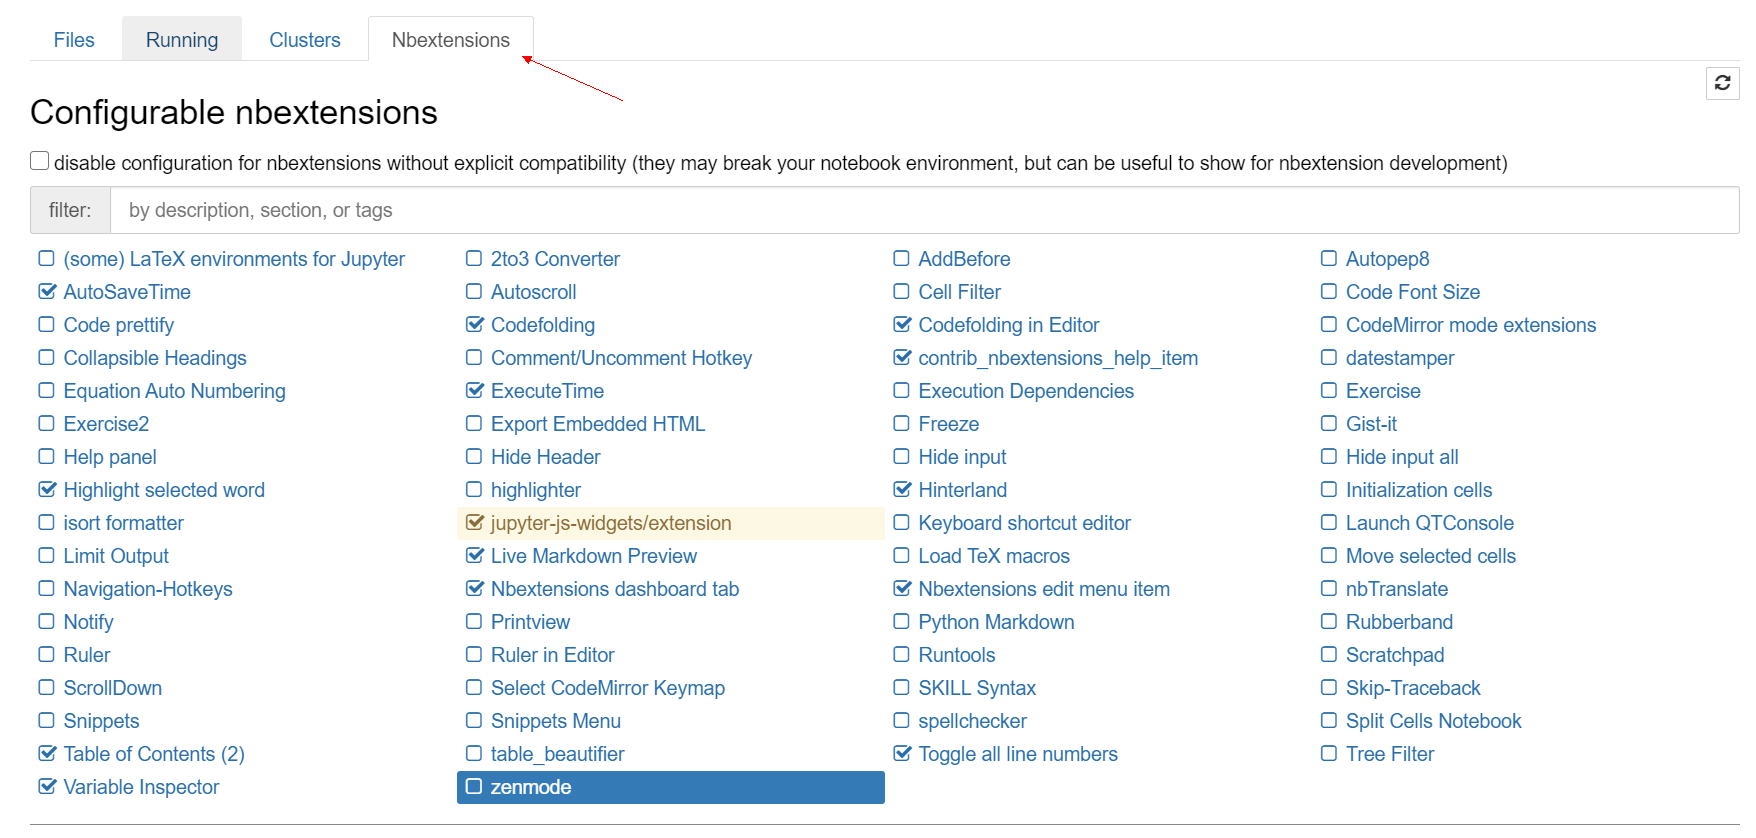 Files Running Clusters Nbextensions
Configurable nbextensions
disable configuration for nbextensions without explicit compatibility (they may break your notebook environment, but can be useful to show for nbextension development)
filter: by description, section, or tags
(some) LaTeX environments for Jupyter 2to3 Converter AddBefore Autopep8
AutoSaveTime Autoscroll Cell Filter Code Font Size
Code prettify Codefolding Codefolding in Editor CodeMirror mode extensions
Collapsible Headings Comment/Uncomment Hotkey contrib_nbextensions_help_item datestamper
Equation Auto Numbering ExecuteTime Execution Dependencies Exercise
Exercise2 Export Embedded HTML Freeze Gist-it
Help panel Hide Header Hide input Hide input all
Highlight selected word highlighter Hinterland Initialization cells
isort formatter jupyter-js-widgets/extension Keyboard shortcut editor Launch QTConsole
Limit Output Live Markdown Preview Load TeX macros Move selected cells
Navigation-Hotkeys Nbextensions dashboard tab Nbextensions edit menu item nbTranslate
Notify Printview Python Markdown Rubberband
Ruler Ruler in Editor Runtools Scratchpad
ScrollDown Select CodeMirror Keymap SKILL Syntax Skip-Traceback
Snippets Snippets Menu spellchecker Split Cells Notebook
Table of Contents (2) table_beautifier Toggle all line numbers Tree Filter
Variable Inspector zenmode